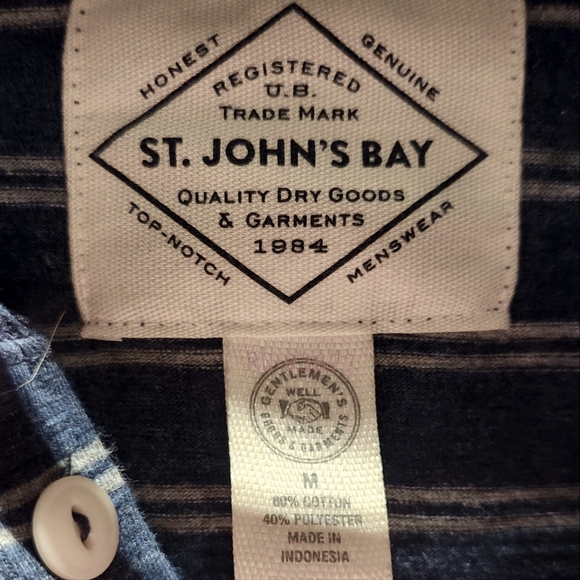 HONEST
GENUINE
REGISTERED
U.S.
TRADE MARK
ST. JOHN'S BAY
QUALITY DRY GOODS
& GARMENTS
1984
TOP-NOTCH
MENSWEAR
GENTLEMEN'S
WELL
MADE
GOODS & GARMENTS
M
60% COTTON
40% POLYESTER
MADE IN
INDONESIA